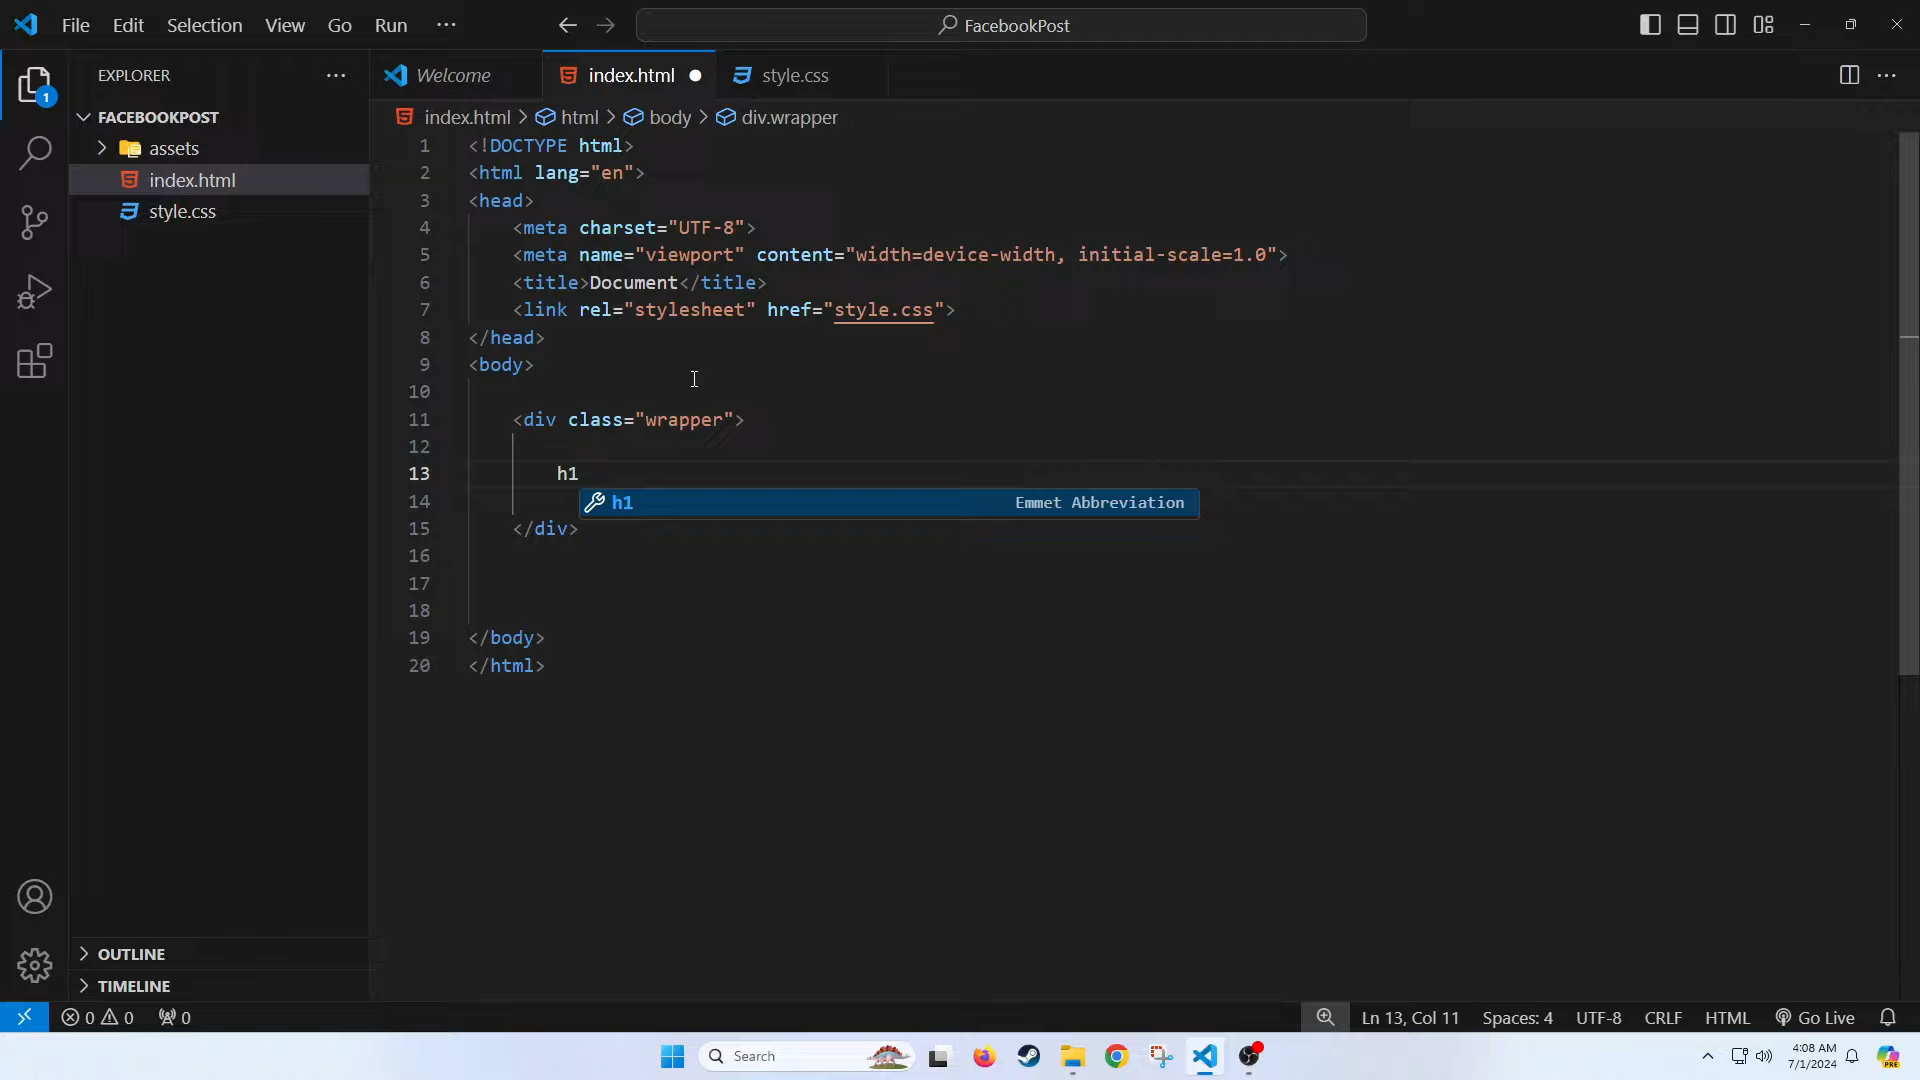 File Edit Selection View Go Run ···
FacebookPost
EXPLORER
Welcome
index.html
style.css
index.html > html > body > div.wrapper
FACEBOOKPOST
assets
index.html
style.css
1
1 <!DOCTYPE html>
2 <html lang="en">
3 <head>
4 <meta charset="UTF-8">
5 <meta name="viewport" content="width=device-width, initial-scale=1.0">
6 <title>Document</title>
7 <link rel="stylesheet" href="style.css">
8 </head>
9 <body>
10
11 <div class="wrapper">
12
13 h1
h1 Emmet Abbreviation
14
15 </div>
16
17
18
19 </body>
20 </html>
OUTLINE
TIMELINE
0 0 0
Ln 13, Col 11 Spaces: 4 UTF-8 CRLF HTML Go Live
Search
4:08 AM
7/1/2024
PRE